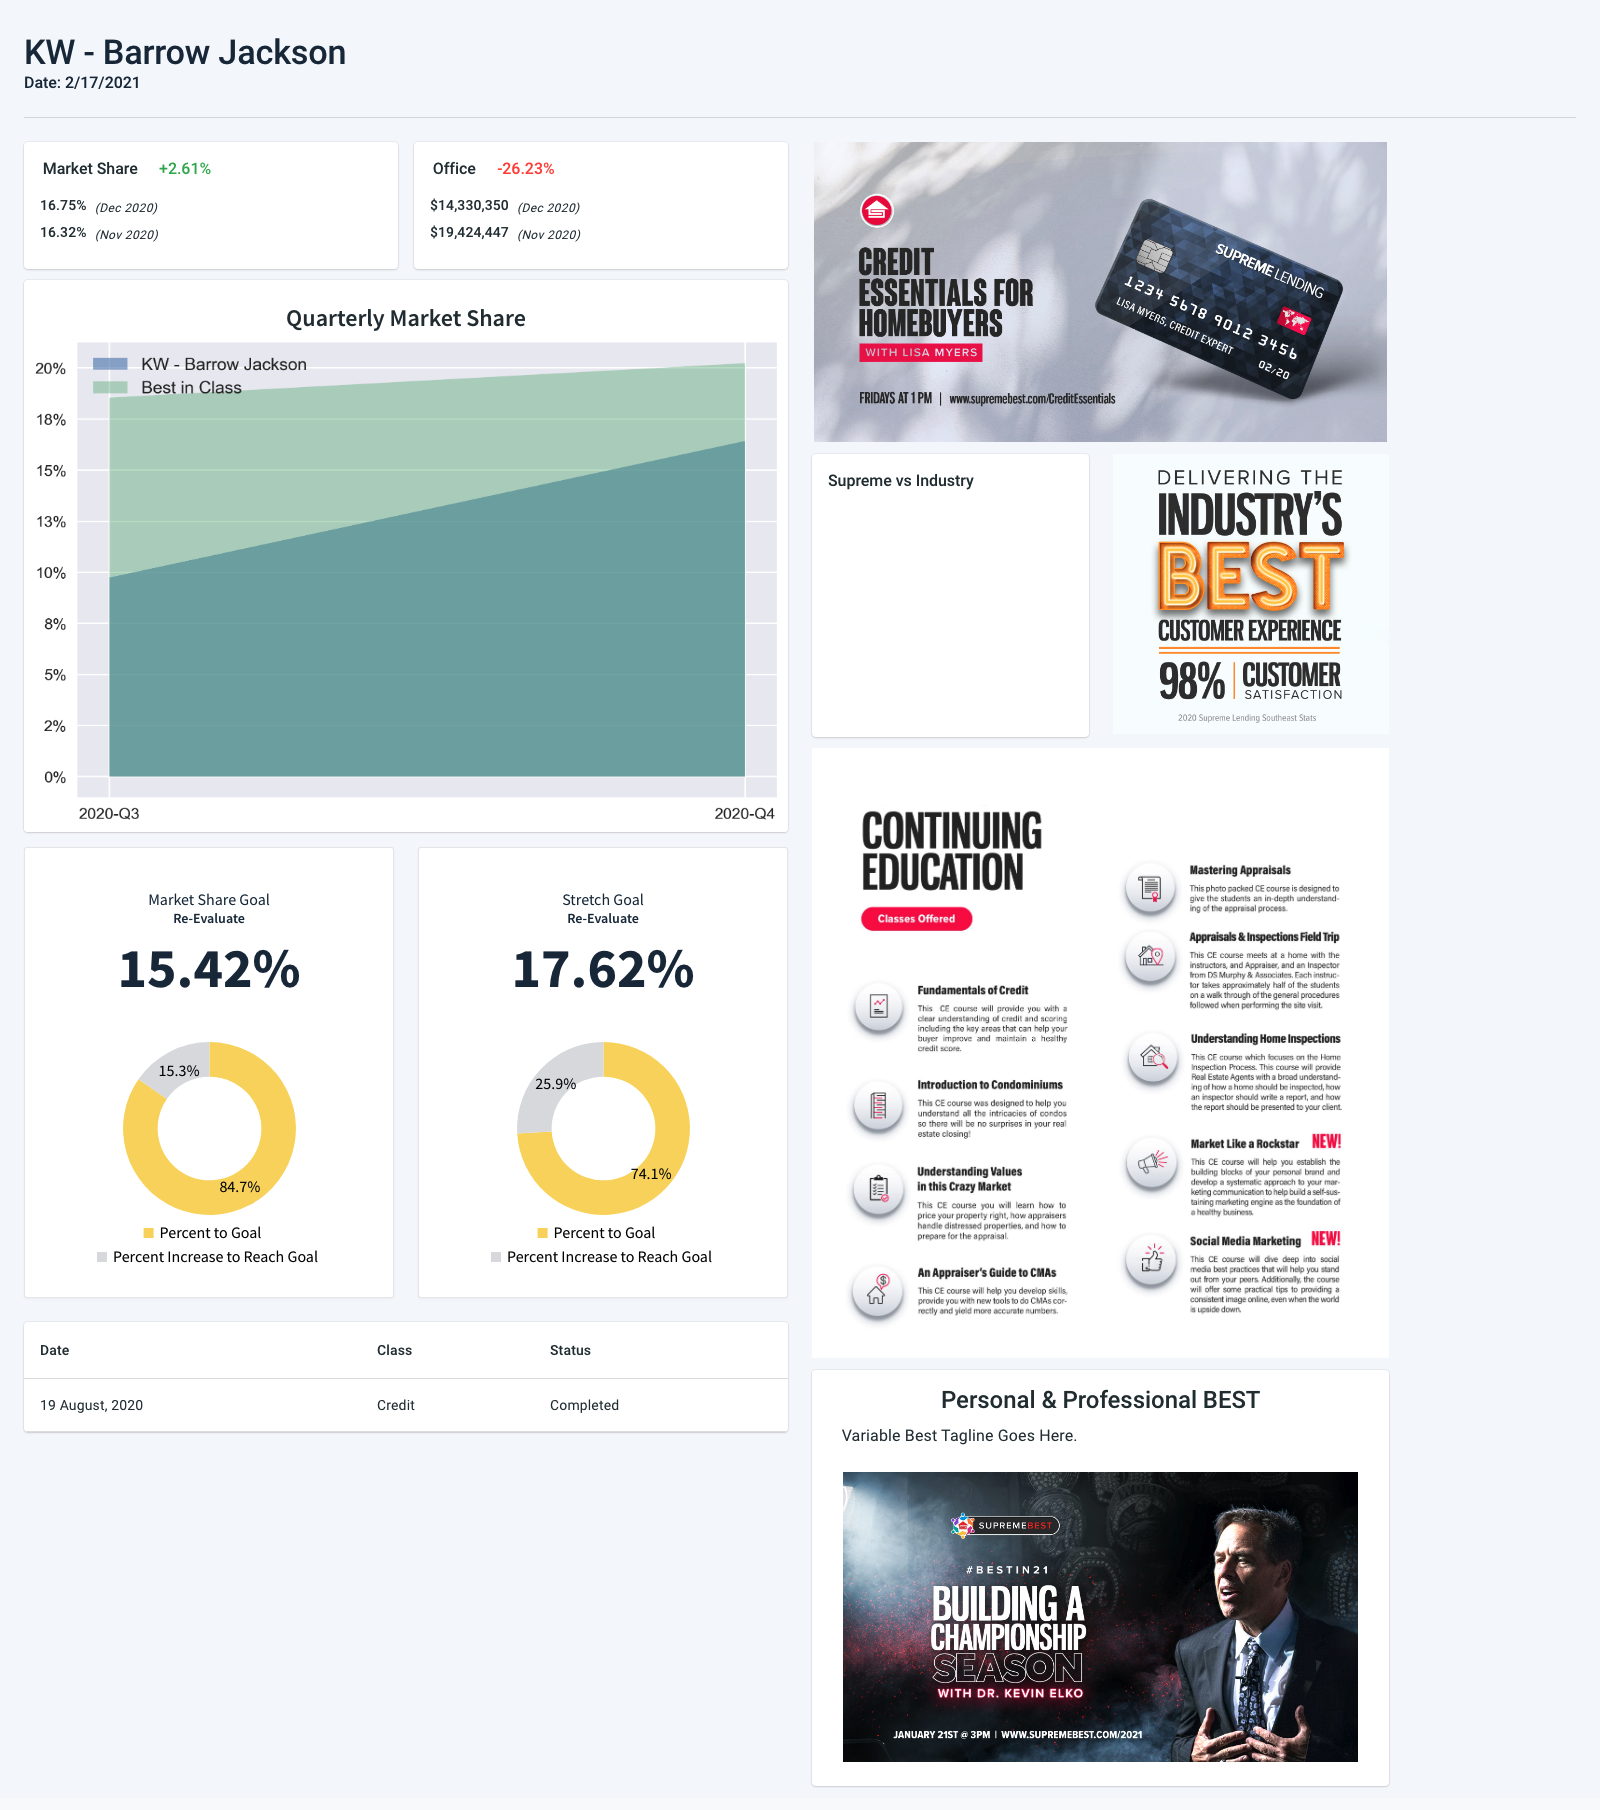 KW - Barrow Jackson
Date: 2/17/2021
Market Share +2.61%
16.75% (Dec 2020)
16.32% (Nov 2020)
Office -26.23%
$14,330,350 (Dec 2020)
$19,424,447 (Nov 2020)
Quarterly Market Share
KW - Barrow Jackson
Best in Class
20%
18%
15%
13%
10%
8%
5%
2%
0%
2020-Q3
2020-Q4
Market Share Goal
Re-Evaluate
15.42%
15.3%
84.7%
Percent to Goal
Percent Increase to Reach Goal
Stretch Goal
Re-Evaluate
17.62%
25.9%
74.1%
Percent to Goal
Percent Increase to Reach Goal
Date Class Status
19 August, 2020 Credit Completed
CREDIT
ESSENTIALS FOR
HOMEBUYERS
WITH LISA MYERS
FRIDAYS AT 1 PM | www.supremebest.com/CreditEssentials
SUPREME LENDING
1234 5678 9012 3456
LISA MYERS, CREDIT EXPERT
02/20
Supreme vs Industry
DELIVERING THE
INDUSTRY'S
BEST
CUSTOMER EXPERIENCE
98% CUSTOMER
SATISFACTION
2020 Supreme Lending Southeast Stats
CONTINUING
EDUCATION
Classes Offered
Fundamentals of Credit
This CE course will provide you with a
clear understanding of credit and scoring
including the key areas that can help your
buyer improve and maintain a healthy
credit score.
Introduction to Condominiums
This CE course was designed to help you
understand all the intricacies of condos
so there will be no surprises in your real
estate closing!
Understanding Values
in this Crazy Market
This CE course you will learn how to
price your property right, how appraisers
handle distressed properties, and how to
prepare for the appraisal.
An Appraiser's Guide to CMAs
This CE course will help you develop skills,
provide you with new tools to do CMAs cor-
rectly and yield more accurate numbers.
Mastering Appraisals
This photo packed CE course is designed to
give the students an in-depth understand-
ing of the appraisal process.
Appraisals & Inspections Field Trip
This CE course meets at a home with the
instructors, and Appraiser, and an Inspector
from DS Murphy & Associates. Each instruc-
tor takes approximately half of the students
on a walk through of the general procedures
followed when performing the site visit.
Understanding Home Inspections
This CE course which focuses on the Home
Inspection Process. This course will provide
Real Estate Agents with a broad understand-
ing of how a home should be inspected, how
an inspector should write a report, and how
the report should be presented to your client.
Market Like a Rockstar NEW!
This CE course will help you establish the
building blocks of your personal brand and
develop a systematic approach to your mar-
keting communication to help build a self-sus-
taining marketing engine as the foundation of
a healthy business.
Social Media Marketing NEW!
This CE course will dive deep into social
media best practices that will help you stand
out from your peers. Additionally, the course
will offer some practical tips to providing a
consistent image online, even when the world
is upside down.
Personal & Professional BEST
Variable Best Tagline Goes Here.
SUPREMEBEST
#BESTIN21
BUILDING A
CHAMPIONSHIP
SEASON
WITH DR. KEVIN ELKO
JANUARY 21ST @ 3PM | WWW.SUPREMEBEST.COM/2021